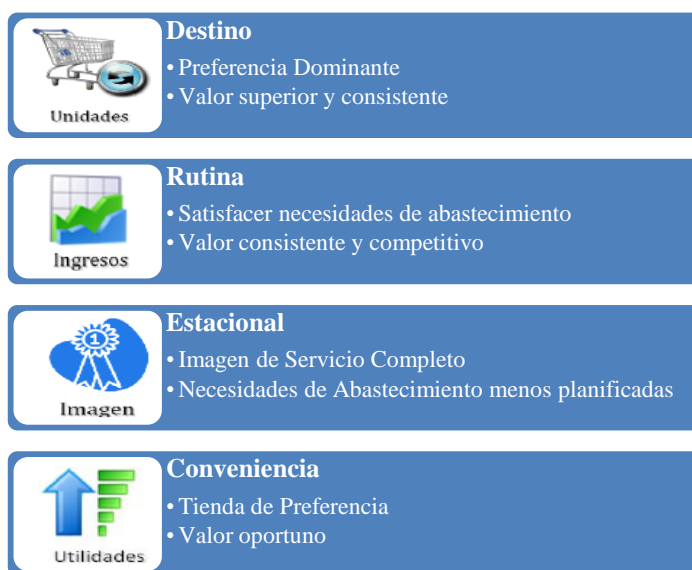 Destino
• Preferencia Dominante
• Valor superior y consistente
Unidades
Rutina
• Satisfacer necesidades de abastecimiento
• Valor consistente y competitivo
Ingresos
Estacional
• Imagen de Servicio Completo
• Necesidades de Abastecimiento menos planificadas
1
Imagen
Conveniencia
• Tienda de Preferencia
• Valor oportuno
Utilidades